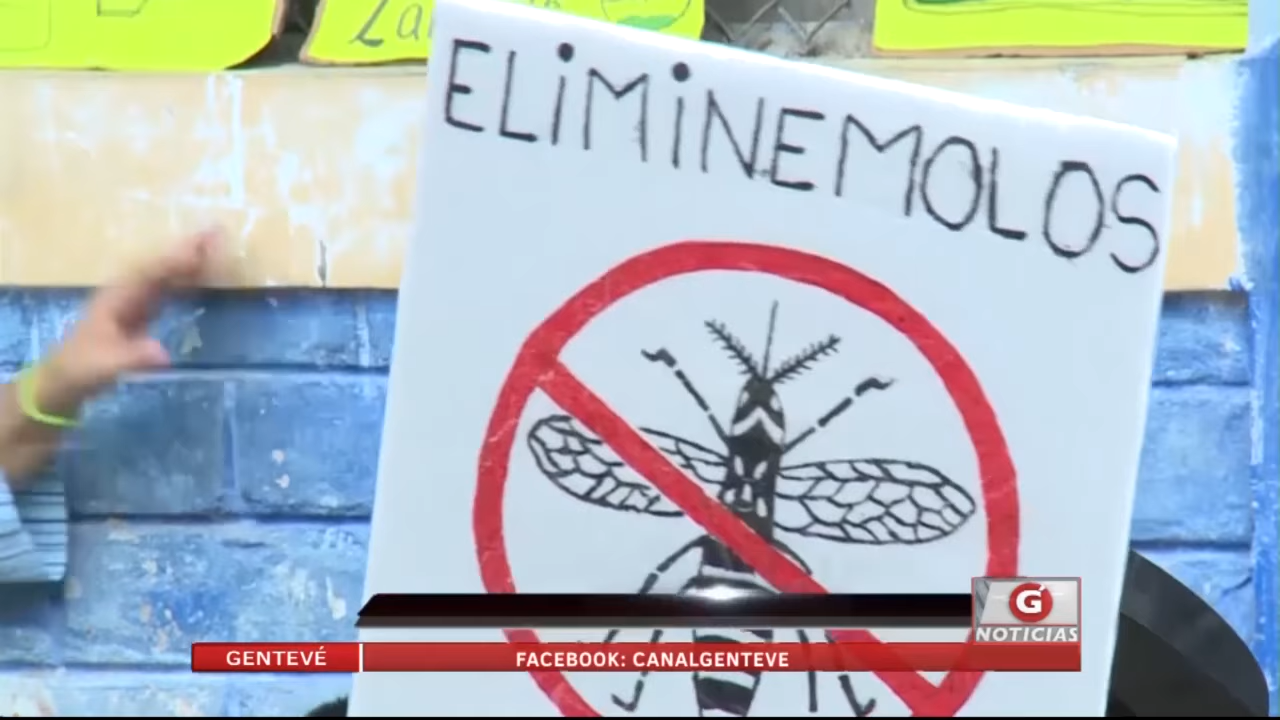 ELiMiNEMOLOS
G
NOTICIAS
GENTEVÉ
FACEBOOK: CANALGENTEVE